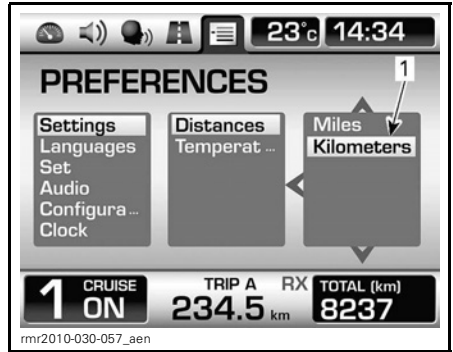 23°c 14:34
1
PREFERENCES
Settings
Languages
Set
Audio
Configura ...
Clock
Distances
Temperat ...
Miles
Kilometers
1 CRUISE ON
TRIP A RX
234.5 km
TOTAL (km)
8237
rmr2010-030-057_aen